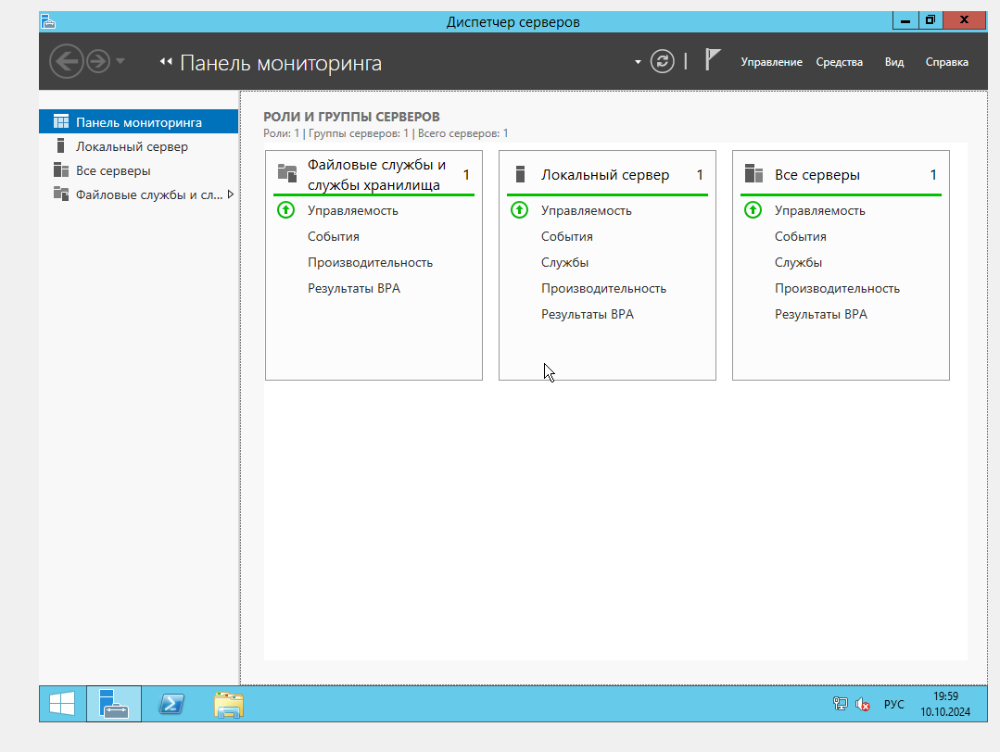 Диспетчер серверов
Панель мониторинга
Управление Средства Вид Справка
Панель мониторинга
Локальный сервер
Все серверы
Файловые службы и сл...
РОЛИ И ГРУППЫ СЕРВЕРОВ
Роли: 1 | Группы серверов: 1 | Всего серверов: 1
Файловые службы и
службы хранилища
1
Управляемость
События
Производительность
Результаты BPA
Локальный сервер 1
Управляемость
События
Службы
Производительность
Результаты BPA
Все серверы 1
Управляемость
События
Службы
Производительность
Результаты BPA
РУС
19:59
10.10.2024